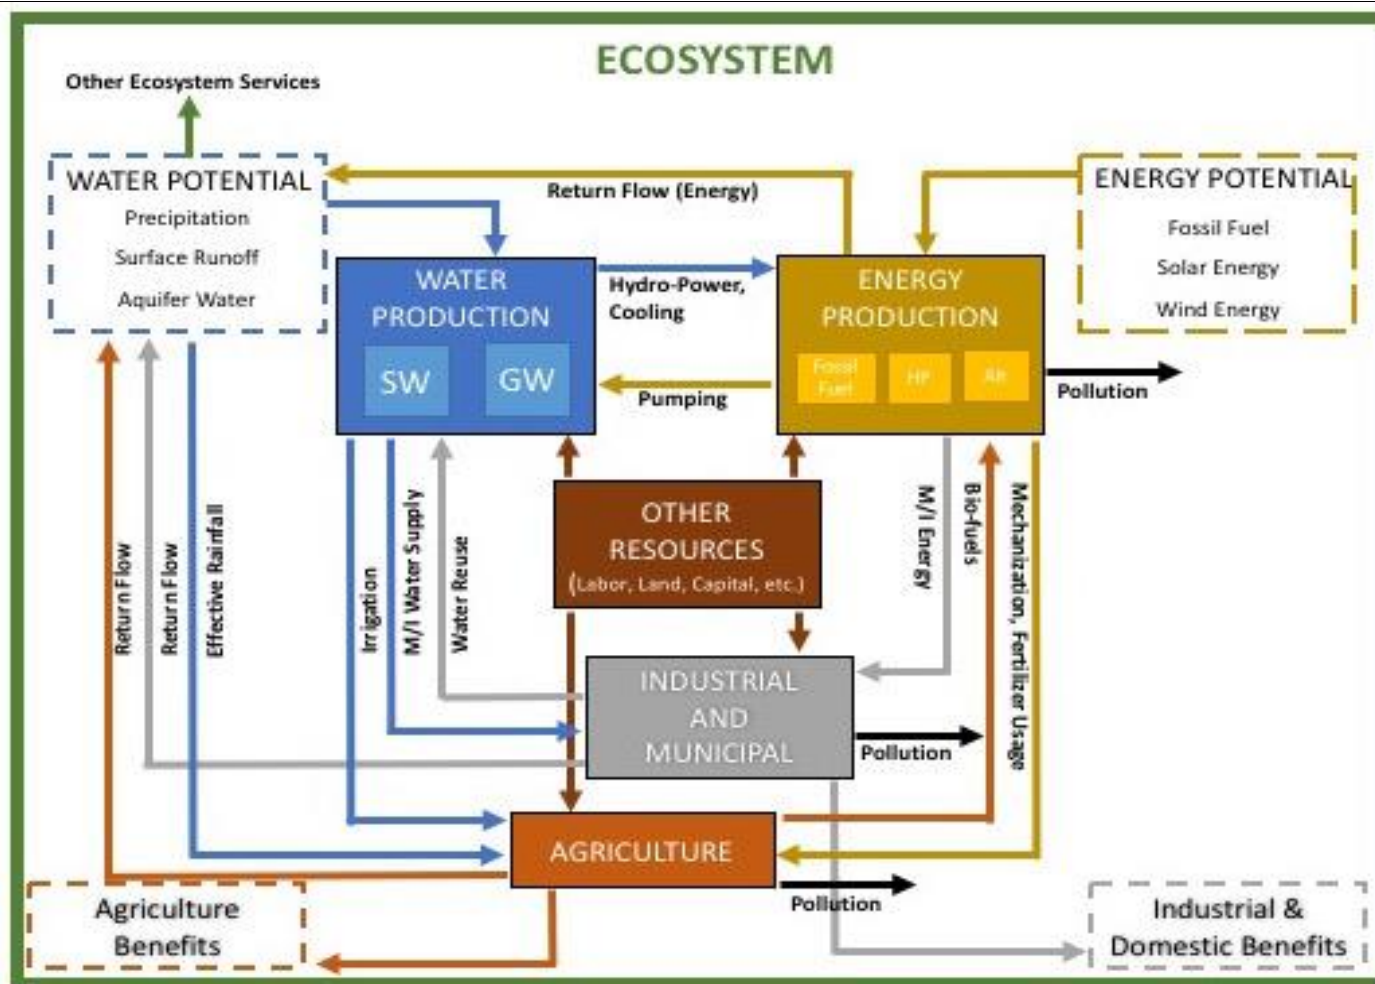 ECOSYSTEM
Other Ecosystem Services
WATER POTENTIAL
Precipitation
Surface Runoff
Aquifer Water
Return Flow (Energy)
ENERGY POTENTIAL
Fossil Fuel
Solar Energy
Wind Energy
WATER
PRODUCTION
SW
GW
Hydro-Power,
Cooling
Pumping
ENERGY
PRODUCTION
Fossil
Fuel
HP
Alt
Pollution
Return Flow
Return Flow
Effective Rainfall
Irrigation
M/I Water Supply
Water Reuse
OTHER
RESOURCES
(Labor, Land, Capital, etc.)
M/I Energy
Bio-fuels
Mechanization, Fertilizer Usage
INDUSTRIAL
AND
MUNICIPAL
Pollution
AGRICULTURE
Pollution
Agriculture
Benefits
Industrial &
Domestic Benefits